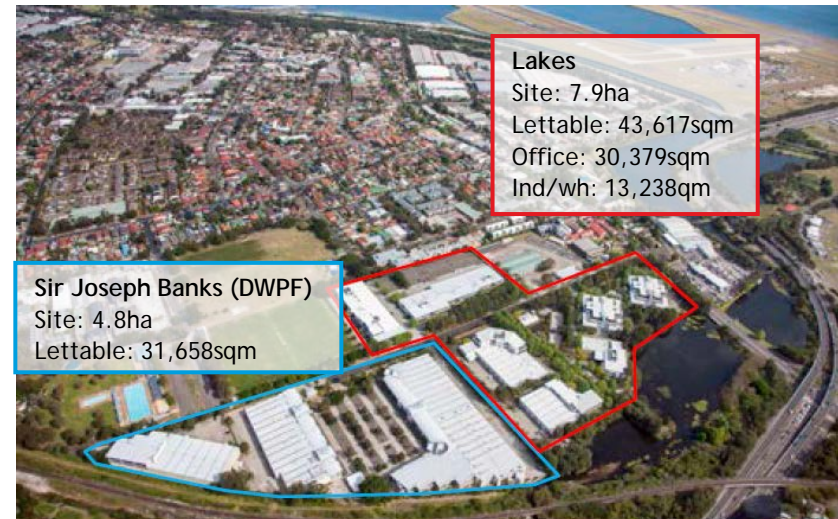 Lakes
Site: 7.9ha
Lettable: 43,617sqm
Office: 30,379sqm
Ind/wh: 13,238qm
Sir Joseph Banks (DWPF)
Site: 4.8ha
Lettable: 31,658sqm